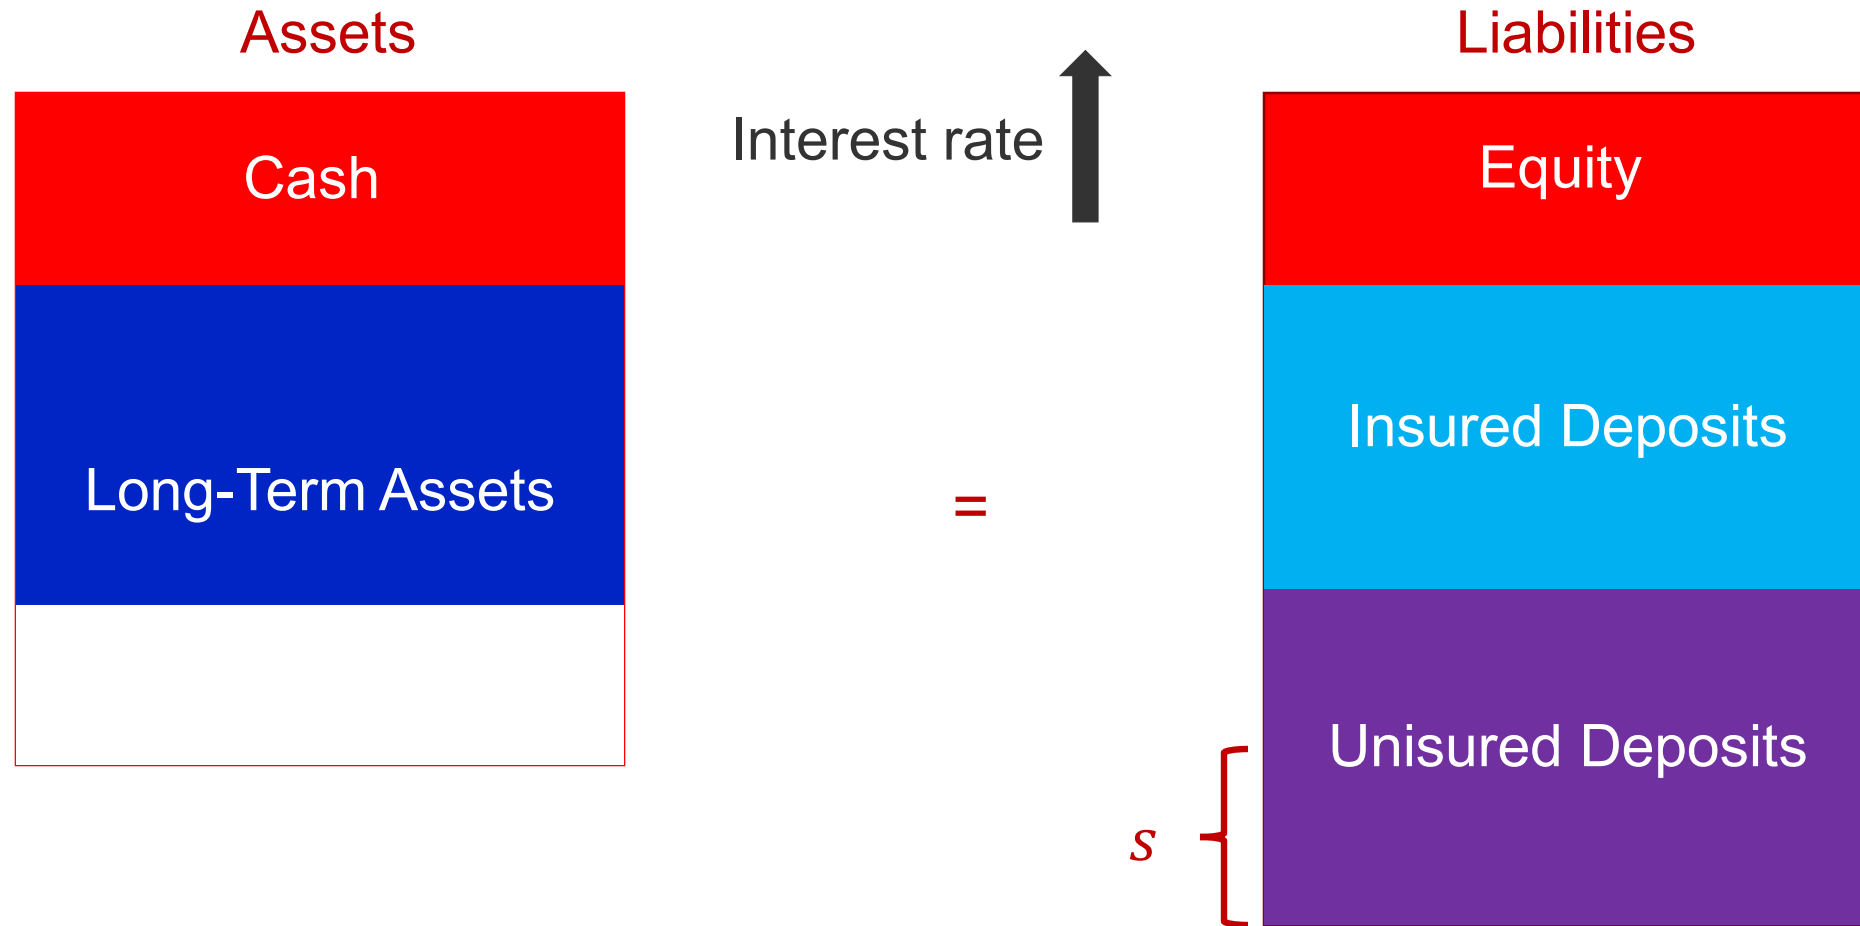 Assets
Liabilities
Interest rate
Cash
Equity
Long-Term Assets
=
Insured Deposits
Unisured Deposits
s